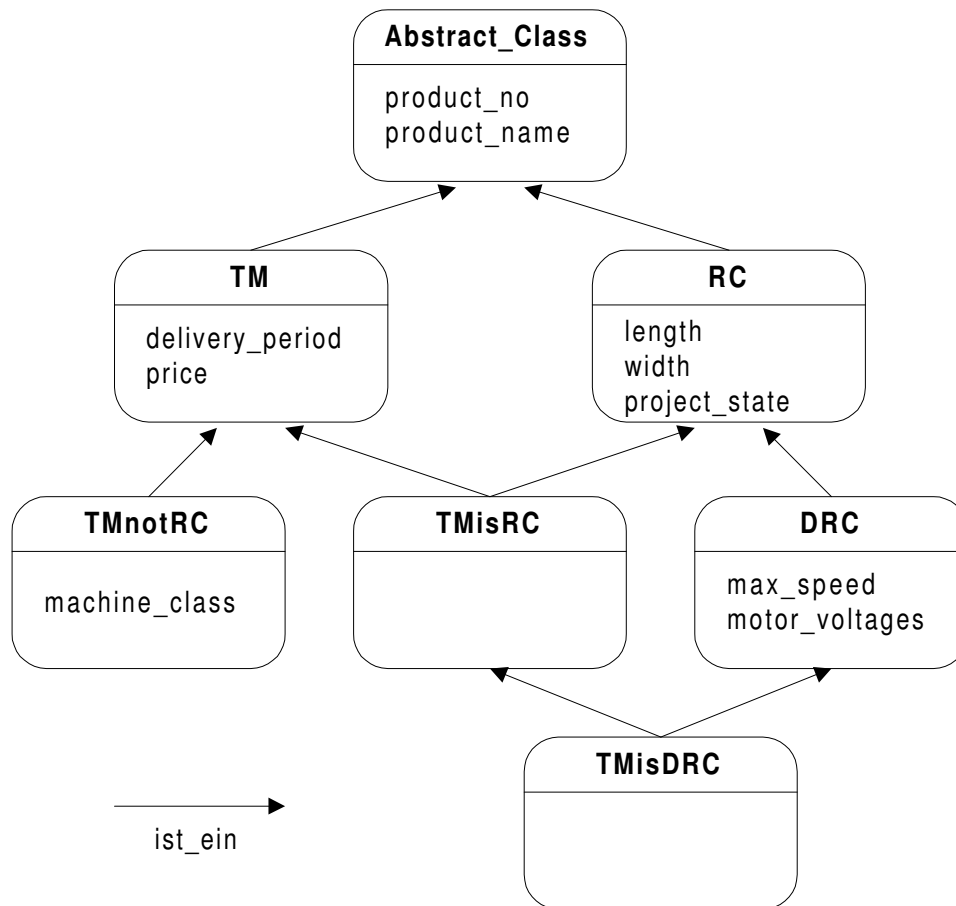 Abstract_Class
product_no
product_name
TM
delivery_period
price
RC
length
width
project_state
TMnotRC
machine_class
TMisRC
DRC
max_speed
motor_voltages
TMisDRC
ist_ein